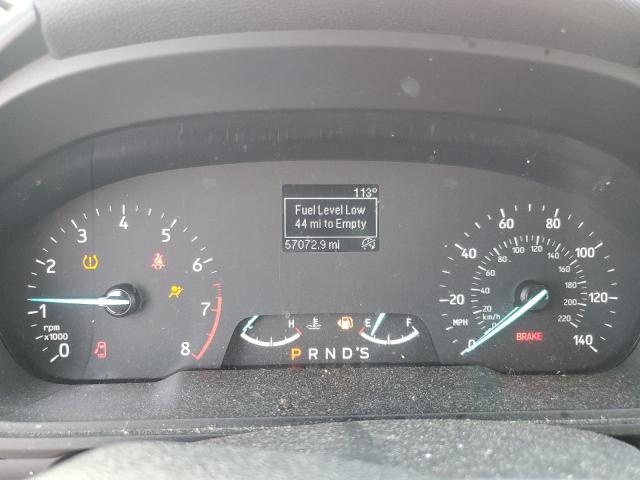 113°
Fuel Level Low
44 mi to Empty
57072.9 mi
0 1 2 3 4 5 6 7 8
rpm
x1000
C H
E F
P R N D S
0 20 40 60 80 100 120 140
MPH
20 40 60 80 100 120 140 160 180 200 220
km/h
BRAKE